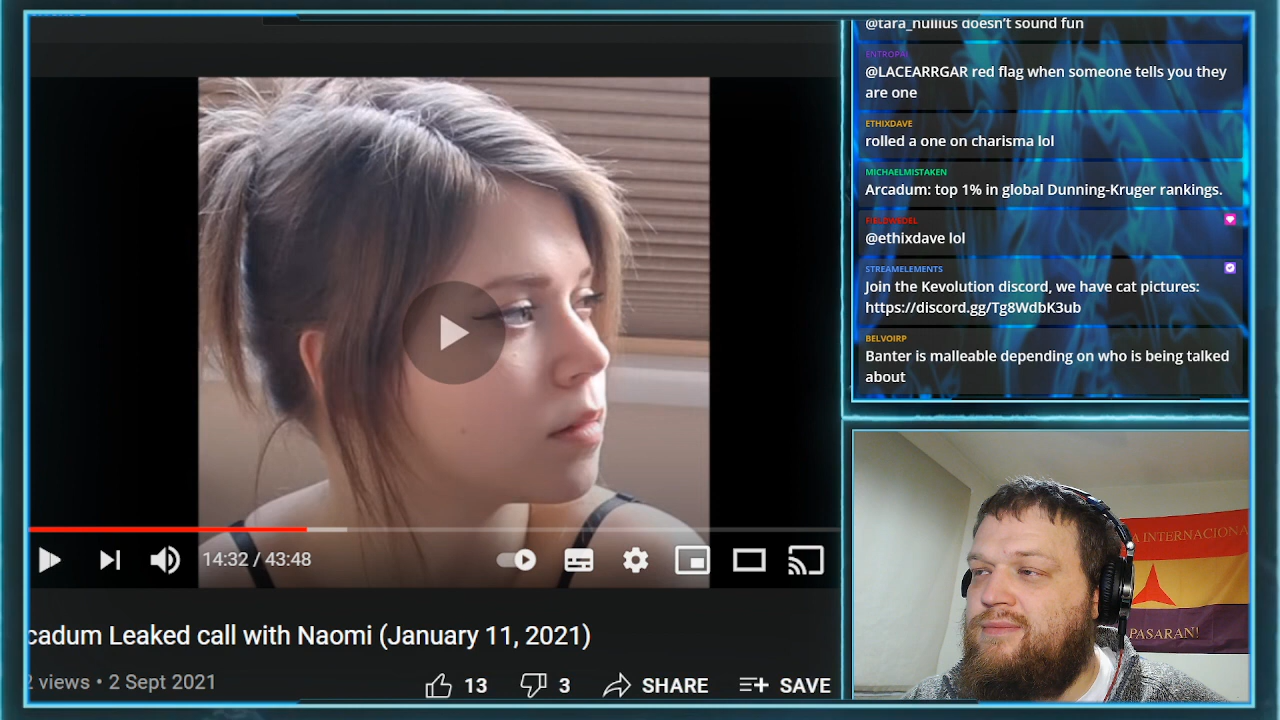 @tara_nullius doesn't sound fun
@LACEARRGAR red flag when someone tells you they
are one
ETHIXDAVE
rolled a one on charisma lol
MICHAELMISTAKEN
Arcadum: top 1% in global Dunning-Kruger rankings.
FIELDWEDEL
@ethixdave lol
STREAMELEMENTS
Join the Kevolution discord, we have cat pictures:
https://discord.gg/Tg8WdbK3ub
BELVOIRP
Banter is malleable depending on who is being talked
about
14:32 / 43:48
cadum Leaked call with Naomi (January 11, 2021)
2 views • 2 Sept 2021
13
3
SHARE
SAVE
A INTERNACIONA
PASARAN!